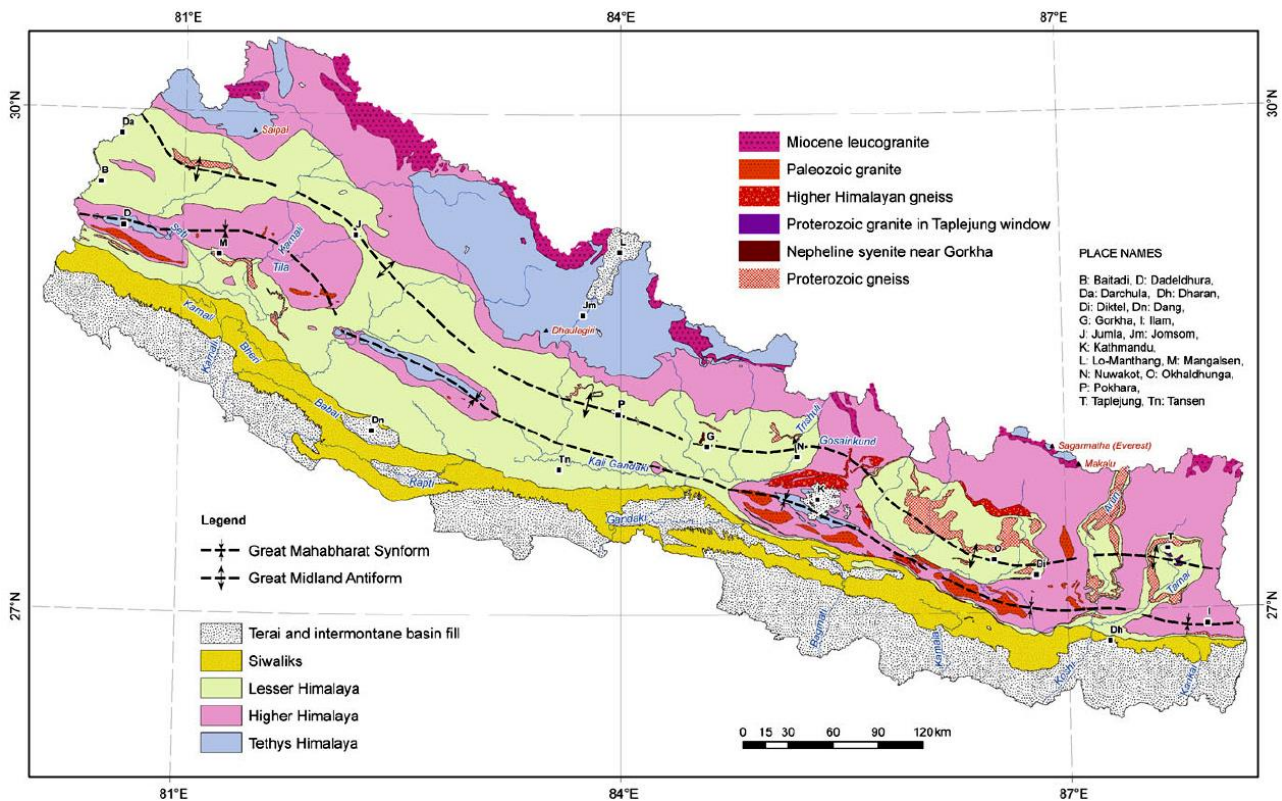 81°E
84°E
87°E
30°N
30°N
Da
Saipal
B
D
Seti
M
Karnali
Tila
J
L
Jm
Dhaulagiri
Miocene leucogranite
Paleozoic granite
Higher Himalayan gneiss
Proterozoic granite in Taplejung window
Nepheline syenite near Gorkha
Proterozoic gneiss
PLACE NAMES
B: Baitadi, D: Dadeldhura,
Da: Darchula, Dh: Dharan,
Di: Diktel, Dn: Dang,
G: Gorkha, I: Ilam,
J: Jumla, Jm: Jomsom,
K: Kathmandu,
L: Lo-Manthang, M: Mangalsen,
N: Nuwakot, O: Okhaldhunga,
P: Pokhara,
T: Taplejung, Tn: Tansen
Karnali
Karnali
Bheri
Babai
Dn
Rapti
P
G
Trishuli
N
Gosainkund
Tn
Kali Gandaki
K
Gandaki
Sagarmatha (Everest)
Makalu
Arun
O
Di
T
Tamar
I
Dh
Bagmati
Kamala
Koshi
Kankai
Legend
Great Mahabharat Synform
Great Midland Antiform
27°N
27°N
Terai and intermontane basin fill
Siwaliks
Lesser Himalaya
Higher Himalaya
Tethys Himalaya
0 15 30 60 90 120 km
81°E
84°E
87°E